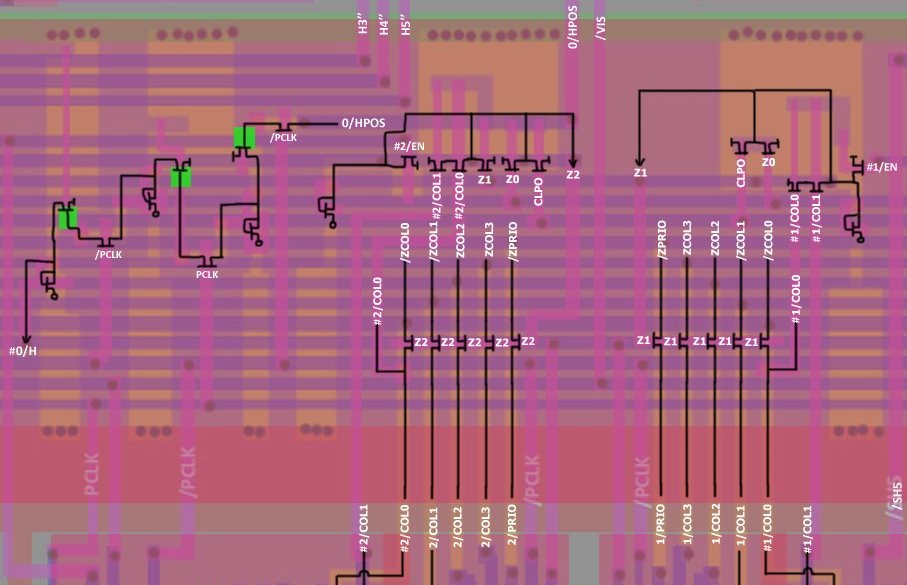 H3"
H4"
H5"
0/HPOS
/VIS
0/HPOS
/PCLK
#2/EN
#2/COL1
#2/COL0
Z1
Z0
CLPO
Z2
Z1
CLPO
Z0
#1/EN
#1/COL0
#1/COL1
/PCLK
PCLK
#0/H
#2/COL0
/ZCOL0
/ZCOL1
ZCOL2
ZCOL3
/ZPRIO
/ZPRIO
ZCOL3
ZCOL2
/ZCOL1
/ZCOL0
#1/COL0
Z2
Z2
Z2
Z2
Z2
Z1
Z1
Z1
Z1
Z1
PCLK
/PCLK
/PCLK
/PCLK
/SH5
/SH5
#2/COL1
#2/COL0
2/COL1
2/COL2
2/COL3
2/PRIO
1/PRIO
1/COL3
1/COL2
1/COL1
#1/COL0
#1/COL1